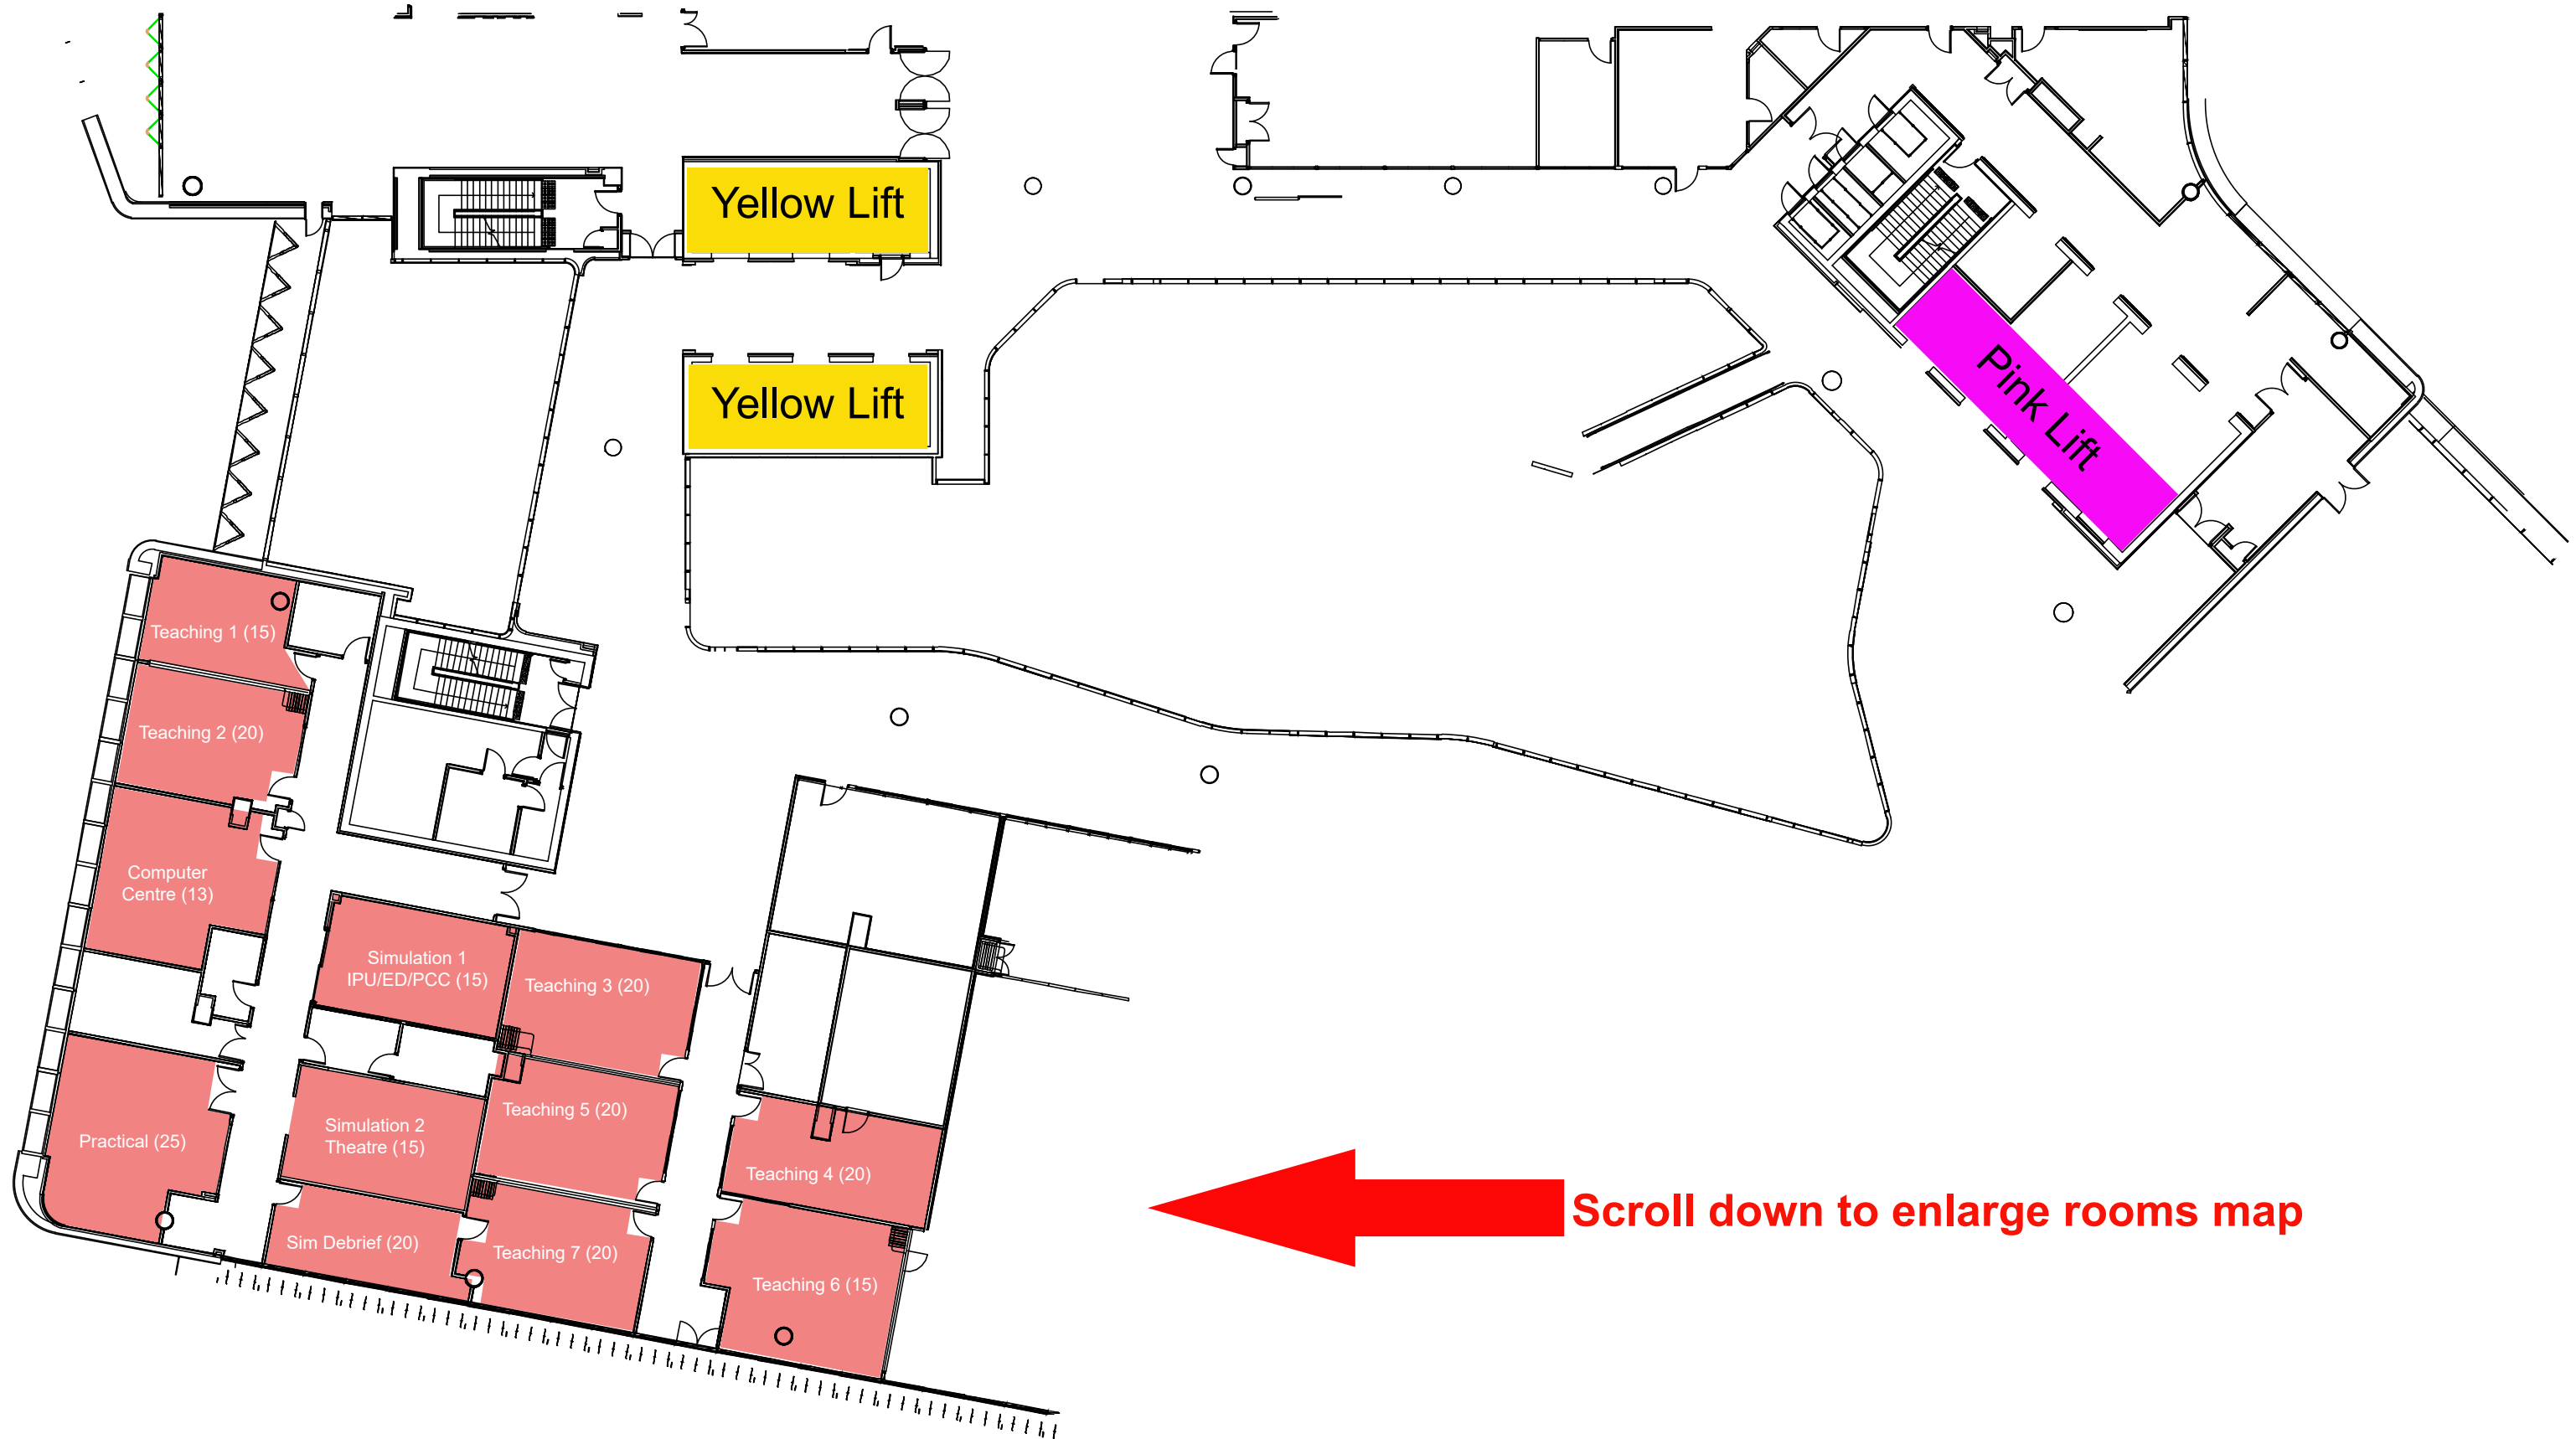 Yellow Lift
Yellow Lift
Pink Lift
Teaching 1 (15)
Teaching 2 (20)
Computer
Centre (13)
Simulation 1
IPU/ED/PCC (15)
Teaching 3 (20)
Teaching 5 (20)
Simulation 2
Theatre (15)
Practical (25)
Teaching 4 (20)
Sim Debrief (20)
Teaching 7 (20)
Teaching 6 (15)
Scroll down to enlarge rooms map